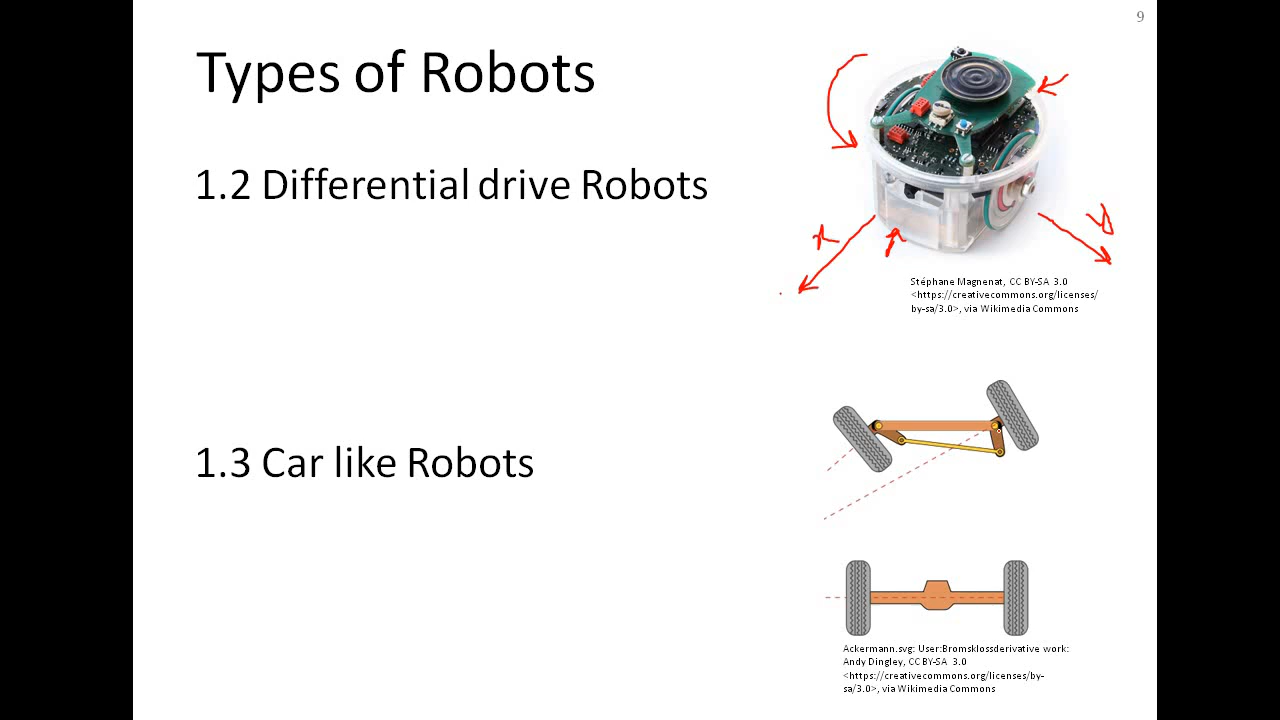 9
Types of Robots
1.2 Differential drive Robots
x
y
Stéphane Magnenat, CC BY-SA 3.0
<https://creativecommons.org/licenses/
by-sa/3.0>, via Wikimedia Commons
1.3 Car like Robots
Ackermann.svg: User:Bromsklossderivative work:
Andy Dingley, CC BY-SA 3.0
<https://creativecommons.org/licenses/by-
sa/3.0>, via Wikimedia Commons